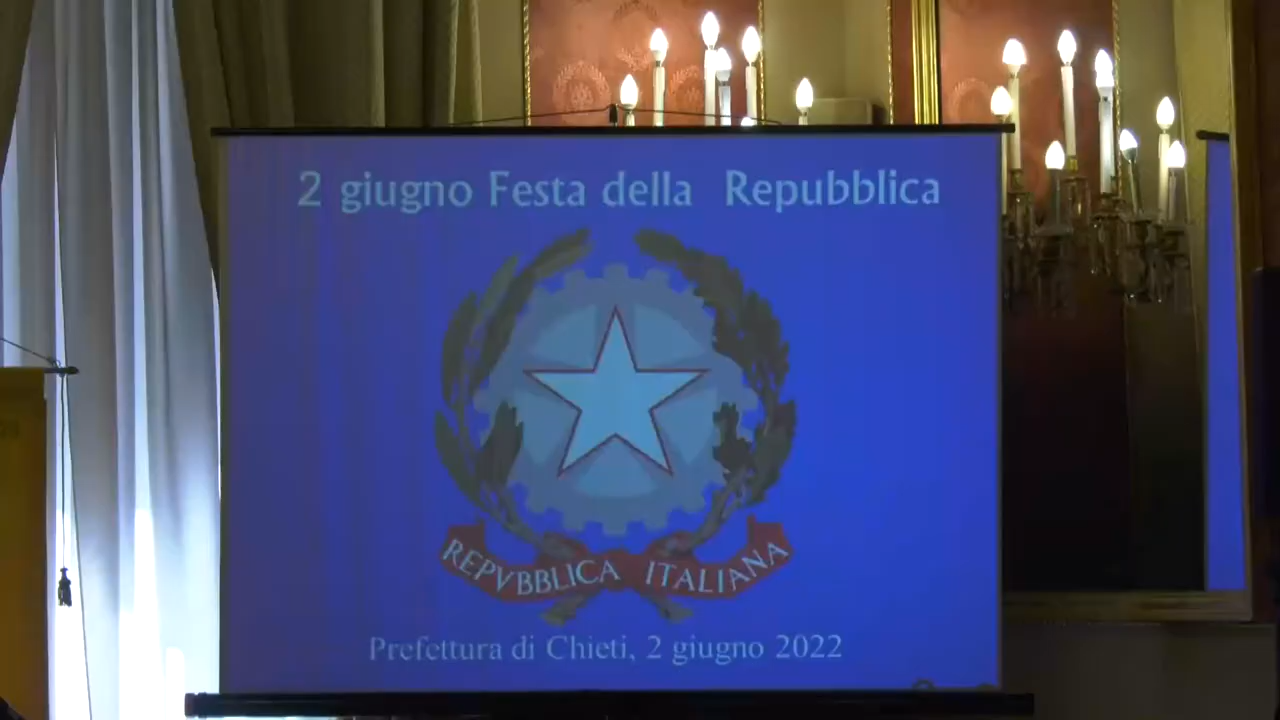 2 giugno Festa della Repubblica
REPVBBLICA ITALIANA
Prefettura di Chieti, 2 giugno 2022